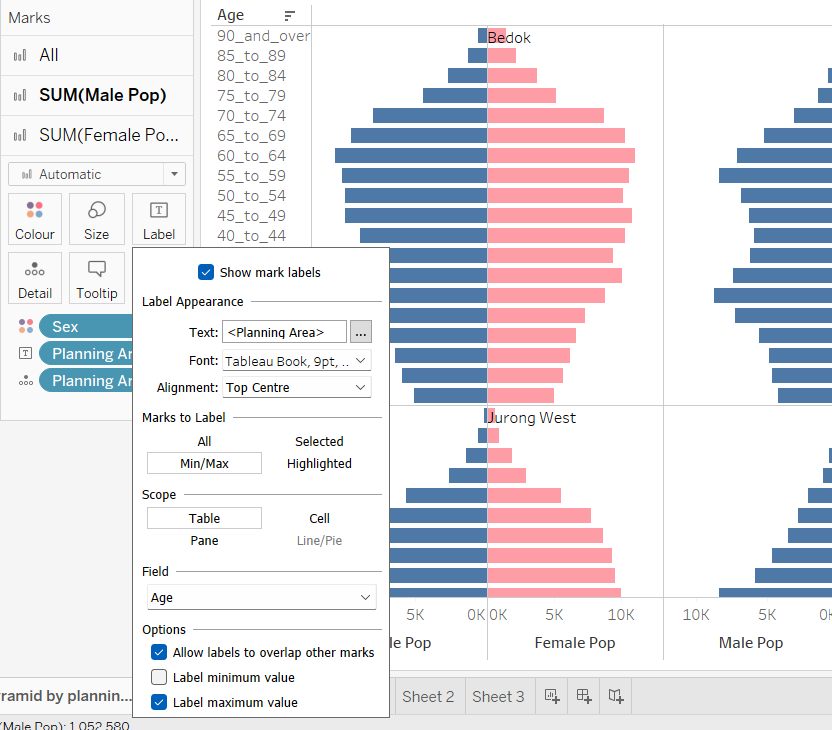 Marks
All
SUM(Male Pop)
SUM(Female Po...
Automatic
Colour Size Label
Detail Tooltip
Sex
Planning Ar
Planning Ar
Age
90_and_over
85_to_89
80_to_84
75_to_79
70_to_74
65_to_69
60_to_64
55_to_59
50_to_54
45_to_49
40_to_44
Bedok
Jurong West
Show mark labels
Label Appearance
Text: <Planning Area> ...
Font: Tableau Book, 9pt, ..
Alignment: Top Centre
Marks to Label
All Selected
Min/Max Highlighted
Scope
Table Cell
Pane Line/Pie
Field
Age
Options
Allow labels to overlap other marks
Label minimum value
Label maximum value
5K 0K 0K 5K 10K 10K 5K 0K
le Pop Female Pop Male Pop
ramid by plannin... Sheet 2 Sheet 3
(Male Pop): 1,052,580